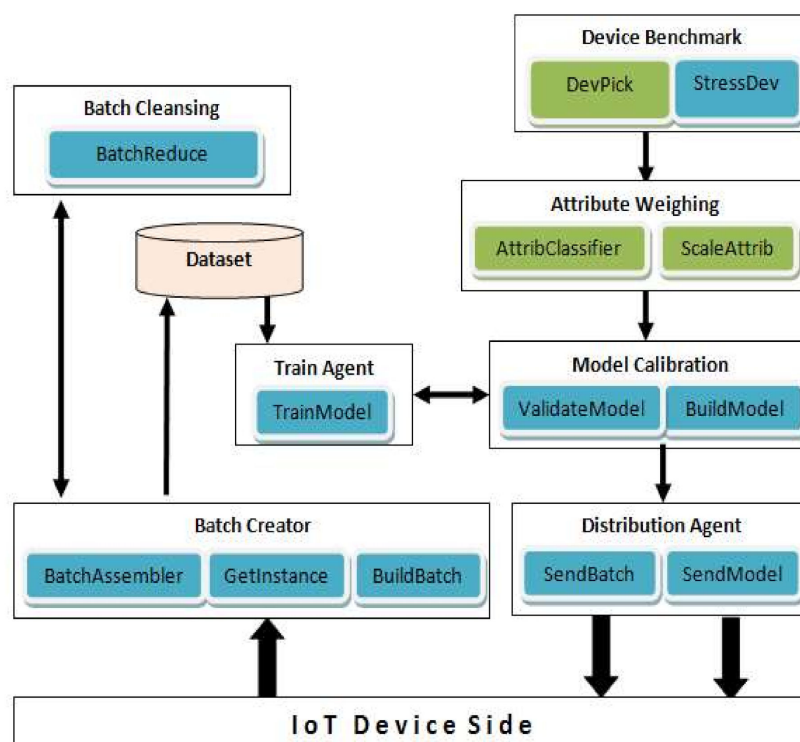 Device Benchmark
DevPick
StressDev
Batch Cleansing
BatchReduce
Attribute Weighing
AttribClassifier
ScaleAttrib
Dataset
Train Agent
TrainModel
Model Calibration
ValidateModel
BuildModel
Batch Creator
BatchAssembler
GetInstance
BuildBatch
Distribution Agent
SendBatch
SendModel
IoT Device Side